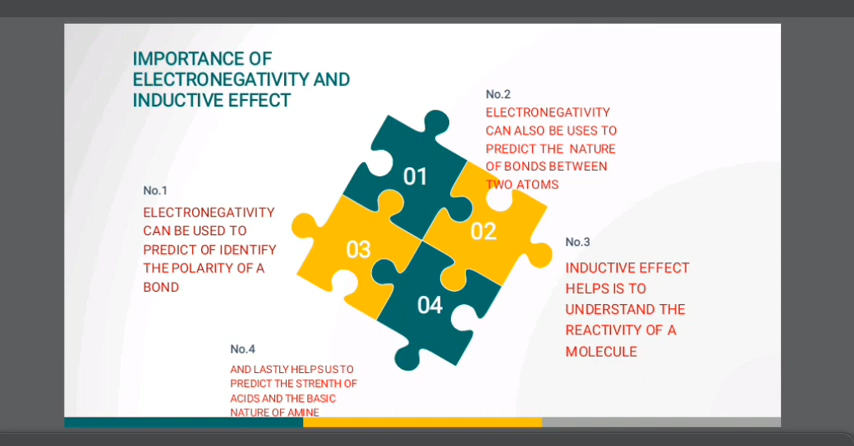 IMPORTANCE OF
ELECTRONEGATIVITY AND
INDUCTIVE EFFECT
No.1
ELECTRONEGATIVITY
CAN BE USED TO
PREDICT OF IDENTIFY
THE POLARITY OF A
BOND
No.2
ELECTRONEGATIVITY
CAN ALSO BE USES TO
PREDICT THE NATURE
OF BONDS BETWEEN
TWO ATOMS
01
02
03
04
No.3
INDUCTIVE EFFECT
HELPS IS TO
UNDERSTAND THE
REACTIVITY OF A
MOLECULE
No.4
AND LASTLY HELPS US TO
PREDICT THE STRENTH OF
ACIDS AND THE BASIC
NATURE OF AMINE